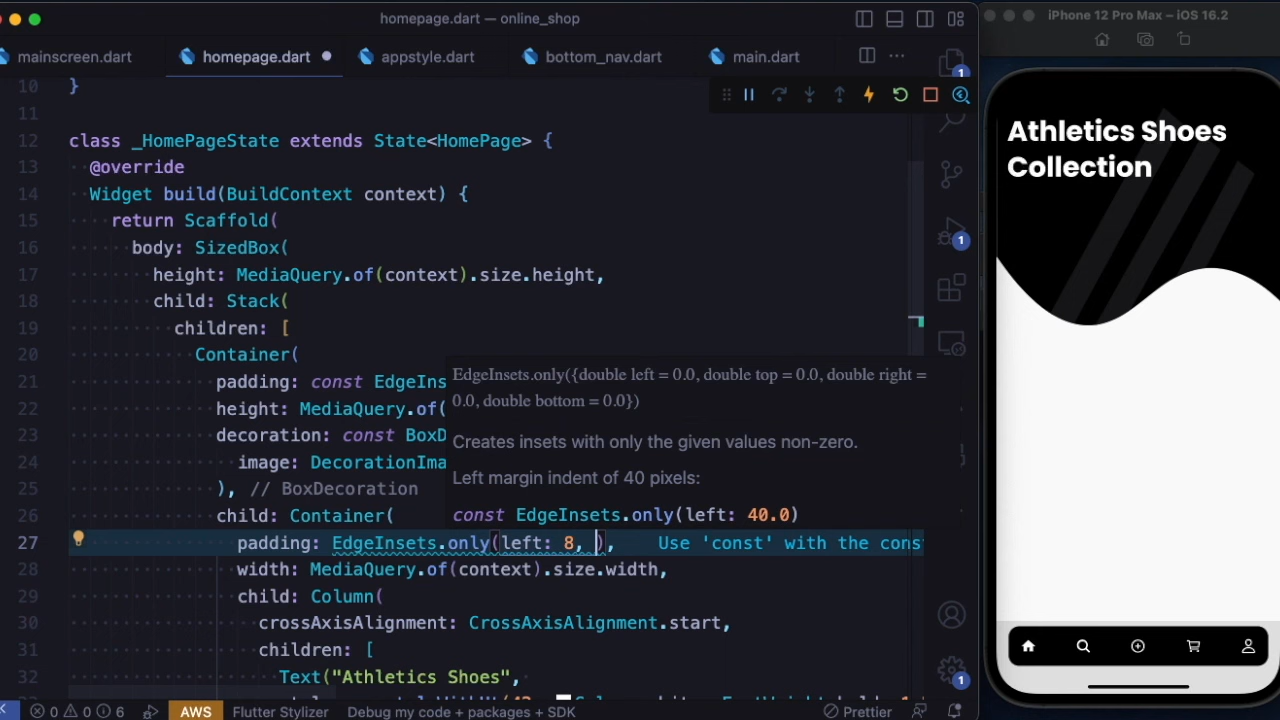 homepage.dart — online_shop
mainscreen.dart
homepage.dart
appstyle.dart
bottom_nav.dart
main.dart
1
10 }
11
12 class _HomePageState extends State<HomePage> {
13 @override
14 Widget build(BuildContext context) {
15 return Scaffold(
16 body: SizedBox(
17 height: MediaQuery.of(context).size.height,
18 child: Stack(
19 children: [
20 Container(
21 padding: const EdgeIns
22 height: MediaQuery.of(
23 decoration: const BoxD
24 image: DecorationIma
25 ), // BoxDecoration
26 child: Container(
27 padding: EdgeInsets.only(left: 8, ), Use 'const' with the cons
width: MediaQuery.of(context).size.width,
29 child: Column(
30 crossAxisAlignment: CrossAxisAlignment.start,
31 children: [
32 Text("Athletics Shoes",
EdgeInsets.only({double left = 0.0, double top = 0.0, double right =
0.0, double bottom = 0.0})
Creates insets with only the given values non-zero.
Left margin indent of 40 pixels:
const EdgeInsets.only(left: 40.0)
1
1
0 0 6 AWS Flutter Stylizer Debug my code + packages + SDK Prettier
iPhone 12 Pro Max – iOS 16.2
Athletics Shoes
Collection